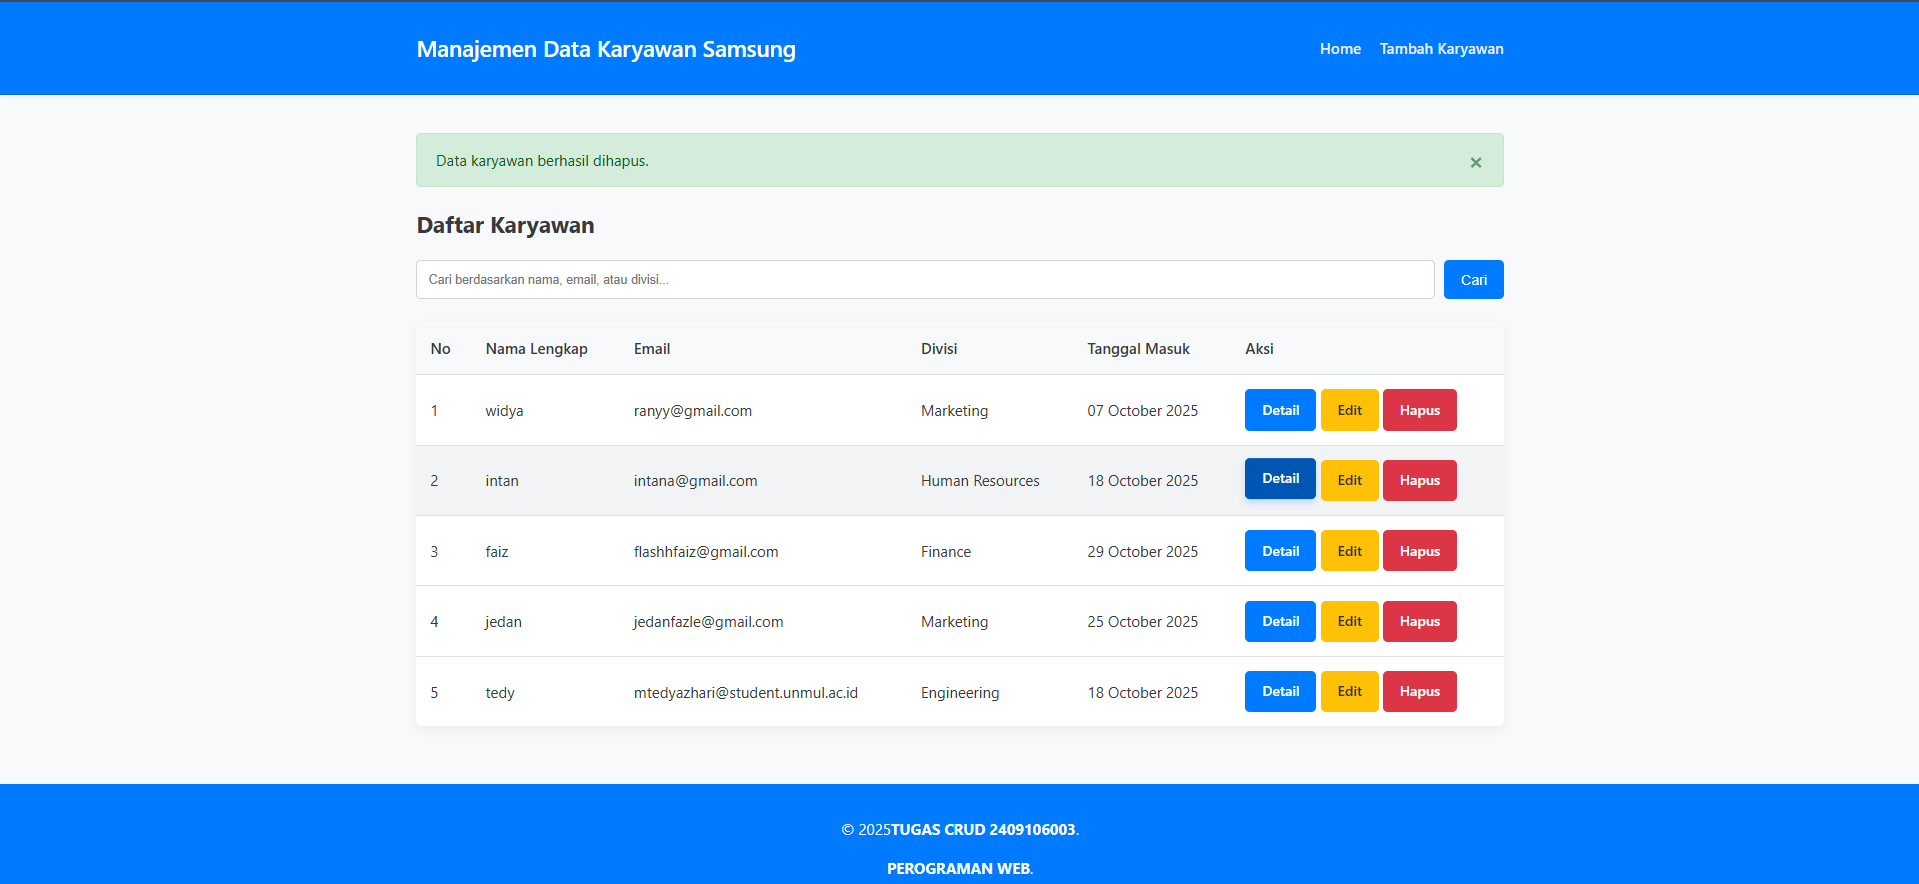 Manajemen Data Karyawan Samsung Home Tambah Karyawan
Data karyawan berhasil dihapus. ×
Daftar Karyawan
Cari berdasarkan nama, email, atau divisi... Cari
No Nama Lengkap Email Divisi Tanggal Masuk Aksi
1 widya ranyy@gmail.com Marketing 07 October 2025 Detail Edit Hapus
2 intan intana@gmail.com Human Resources 18 October 2025 Detail Edit Hapus
3 faiz flashhfaiz@gmail.com Finance 29 October 2025 Detail Edit Hapus
4 jedan jedanfazle@gmail.com Marketing 25 October 2025 Detail Edit Hapus
5 tedy mtedyazhari@student.unmul.ac.id Engineering 18 October 2025 Detail Edit Hapus
© 2025TUGAS CRUD 2409106003.
PEROGRAMAN WEB.